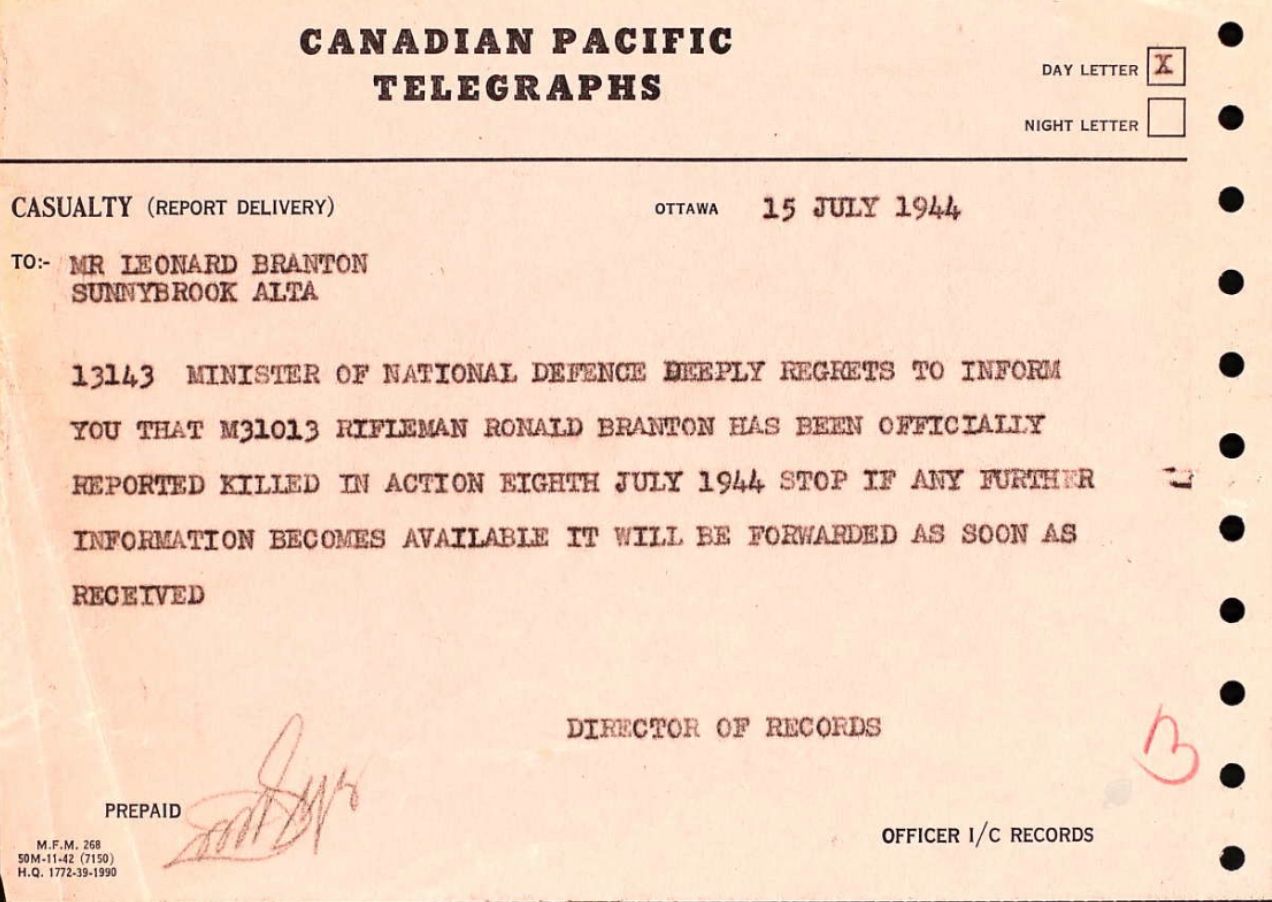 CANADIAN PACIFIC
TELEGRAPHS
DAY LETTER X
NIGHT LETTER
CASUALTY (REPORT DELIVERY) OTTAWA 15 JULY 1944
TO:- MR LEONARD BRANTON
SUNNYBROOK ALTA
13143 MINISTER OF NATIONAL DEFENCE DEEPLY REGRETS TO INFORM
YOU THAT M31013 RIFLEMAN RONALD BRANTON HAS BEEN OFFICIALLY
REPORTED KILLED IN ACTION EIGHTH JULY 1944 STOP IF ANY FURTHER
INFORMATION BECOMES AVAILABLE IT WILL BE FORWARDED AS SOON AS
RECEIVED
DIRECTOR OF RECORDS
PREPAID
OFFICER I/C RECORDS
M.F.M. 268
50M-11-42 (7150)
H.Q. 1772-39-1990